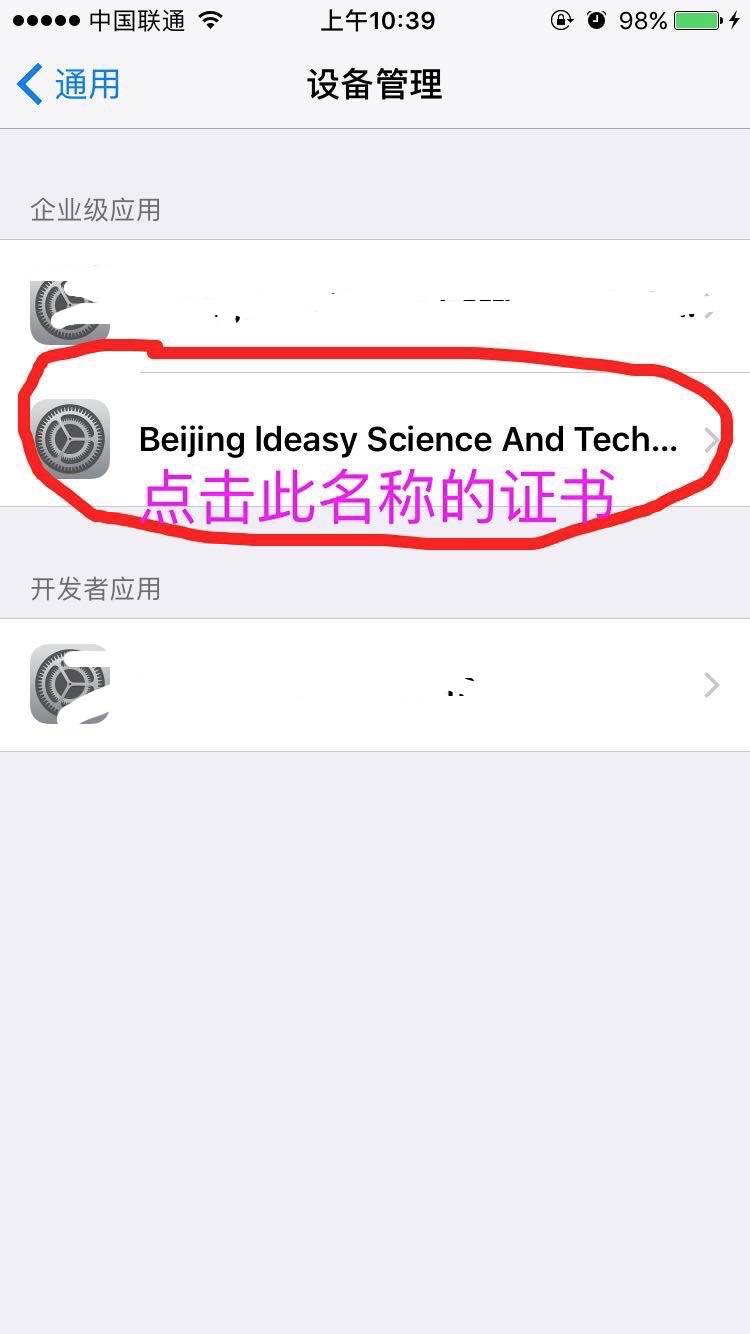 中国联通 上午10:39 98%
通用 设备管理
企业级应用
Beijing Ideasy Science And Tech...
点击此名称的证书
开发者应用